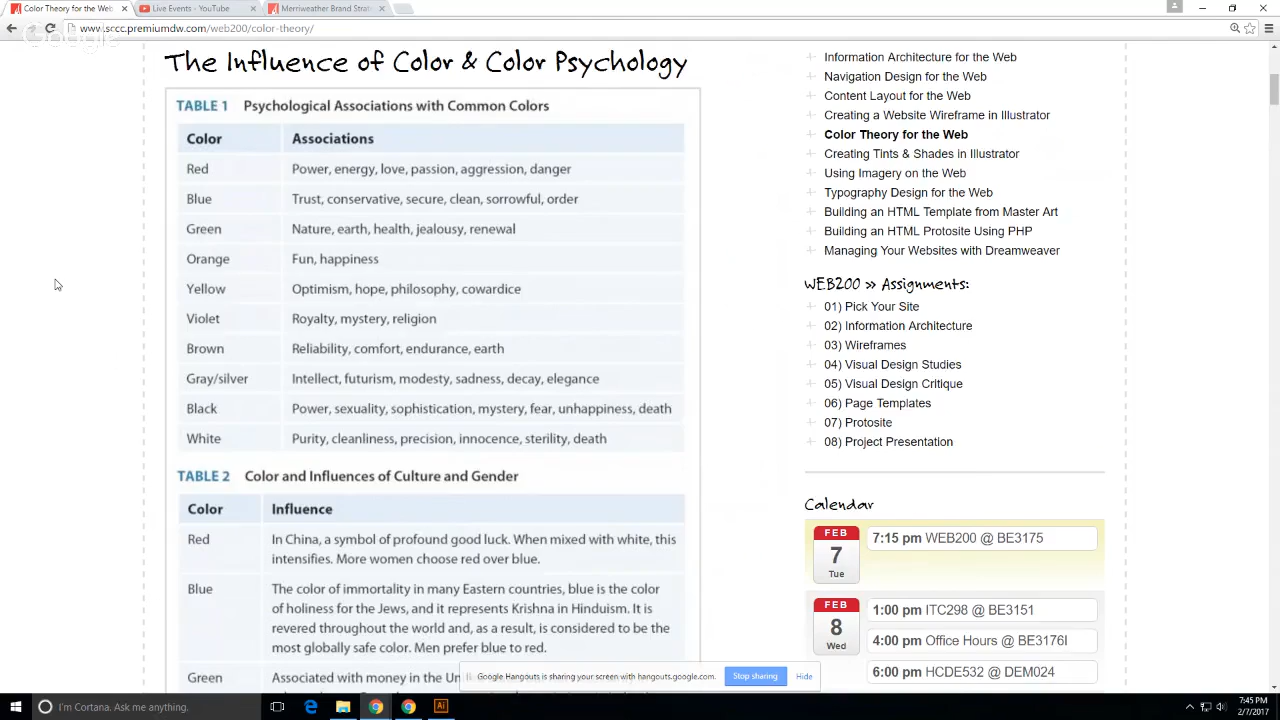 Color Theory for the Web
Live Events - YouTube
Merriweather Brand Strat
www.sccc.premiumdw.com/web200/color-theory/
Google
The Influence of Color & Color Psychology
TABLE 1 Psychological Associations with Common Colors
Color Associations
Red Power, energy, love, passion, aggression, danger
Blue Trust, conservative, secure, clean, sorrowful, order
Green Nature, earth, health, jealousy, renewal
Orange Fun, happiness
Yellow Optimism, hope, philosophy, cowardice
Violet Royalty, mystery, religion
Brown Reliability, comfort, endurance, earth
Gray/silver Intellect, futurism, modesty, sadness, decay, elegance
Black Power, sexuality, sophistication, mystery, fear, unhappiness, death
White Purity, cleanliness, precision, innocence, sterility, death
TABLE 2 Color and Influences of Culture and Gender
Color Influence
Red In China, a symbol of profound good luck. When mixed with white, this
intensifies. More women choose red over blue.
Blue The color of immortality in many Eastern countries, blue is the color
of holiness for the Jews, and it represents Krishna in Hinduism. It is
revered throughout the world and, as a result, is considered to be the
most globally safe color. Men prefer blue to red.
Green Associated with money in the
Information Architecture for the Web
Navigation Design for the Web
Content Layout for the Web
Creating a Website Wireframe in Illustrator
Color Theory for the Web
Creating Tints & Shades in Illustrator
Using Imagery on the Web
Typography Design for the Web
Building an HTML Template from Master Art
Building an HTML Protosite Using PHP
Managing Your Websites with Dreamweaver
WEB200 » Assignments:
01) Pick Your Site
02) Information Architecture
03) Wireframes
04) Visual Design Studies
05) Visual Design Critique
06) Page Templates
07) Protosite
08) Project Presentation
Calendar
FEB
7
Tue
7:15 pm WEB200 @ BE3175
FEB
8
Wed
1:00 pm ITC298 @ BE3151
4:00 pm Office Hours @ BE3176I
6:00 pm HCDE532 @ DEM024
Google Hangouts is sharing your screen with hangouts.google.com.
Stop sharing
Hide
I'm Cortana. Ask me anything.
Ai
7:45 PM
2/7/2017